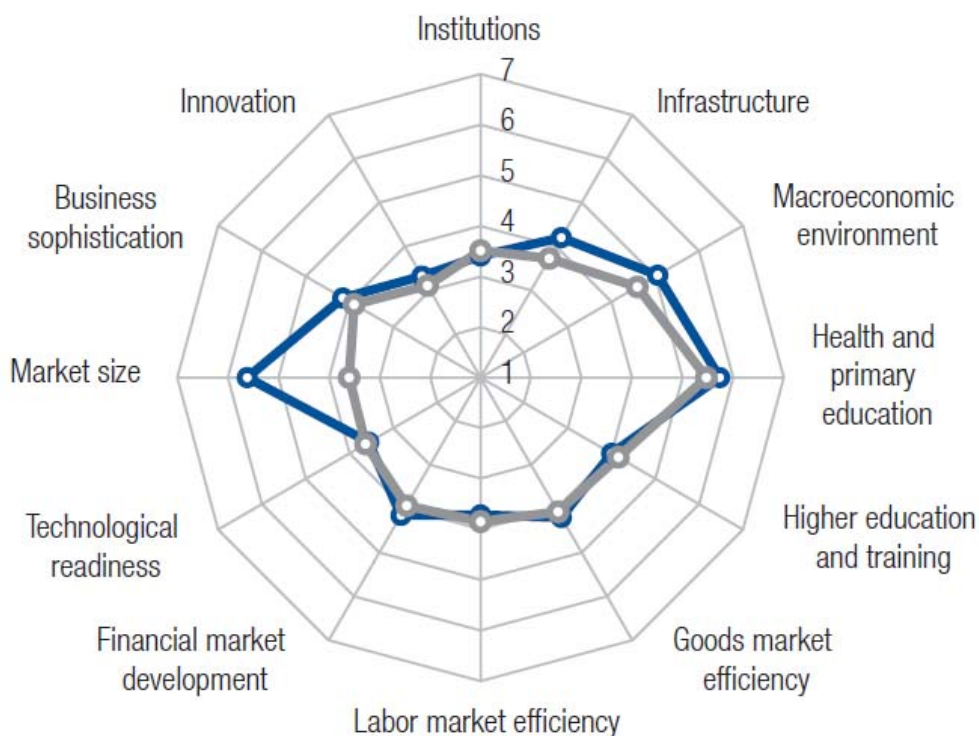 Institutions
7
6
5
4
3
2
1
Infrastructure
Macroeconomic
environment
Health and
primary
education
Higher education
and training
Goods market
efficiency
Labor market efficiency
Financial market
development
Technological
readiness
Market size
Business
sophistication
Innovation